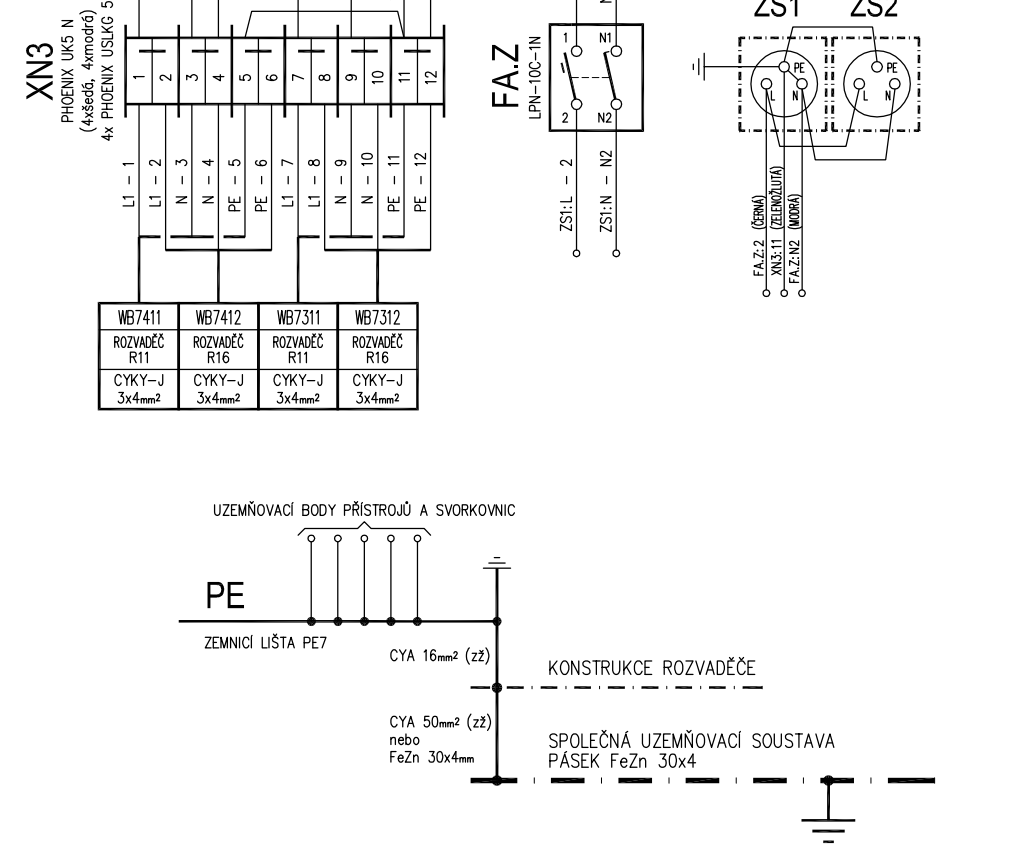 XN3
PHOENIX UK5 N
(4xšedá, 4xmodrá)
4x PHOENIX USLKG 5
1 2 3 4 5 6 7 8 9 10 11 12
L1 - 1
L1 - 2
N - 3
N - 4
PE - 5
PE - 6
L1 - 7
L1 - 8
N - 9
N - 10
PE - 11
PE - 12
WB7411 WB7412 WB7311 WB7312
ROZVADĚČ ROZVADĚČ ROZVADĚČ ROZVADĚČ
R11 R16 R11 R16
CYKY-J CYKY-J CYKY-J CYKY-J
3x4mm² 3x4mm² 3x4mm² 3x4mm²
FA.Z
LPN-10C-1N
1 N1
2 N2
ZS1:L - 2
ZS1:N - N2
ZS1 ZS2
PE PE
L N L N
FA.Z:2 (ČERNÁ)
XN3:11 (ZELENOŽLUTÁ)
FA.Z:N2 (MODRÁ)
UZEMŇOVACÍ BODY PŘÍSTROJŮ A SVORKOVNIC
PE
ZEMNICÍ LIŠTA PE7
CYA 16mm² (zž)
KONSTRUKCE ROZVADĚČE
CYA 50mm² (zž)
nebo
FeZn 30x4mm
SPOLEČNÁ UZEMŇOVACÍ SOUSTAVA
PÁSEK FeZn 30x4